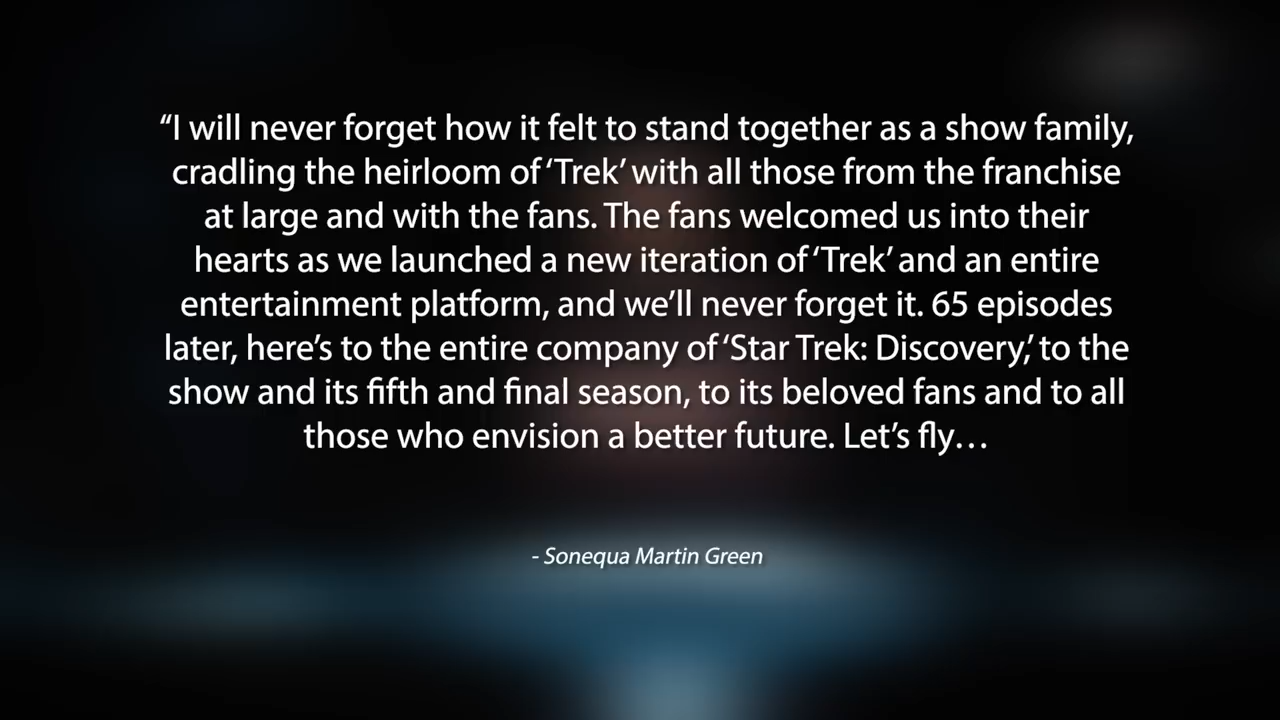 “I will never forget how it felt to stand together as a show family,
cradling the heirloom of ‘Trek’ with all those from the franchise
at large and with the fans. The fans welcomed us into their
hearts as we launched a new iteration of ‘Trek’ and an entire
entertainment platform, and we’ll never forget it. 65 episodes
later, here’s to the entire company of ‘Star Trek: Discovery,’ to the
show and its fifth and final season, to its beloved fans and to all
those who envision a better future. Let’s fly…
- Sonequa Martin Green